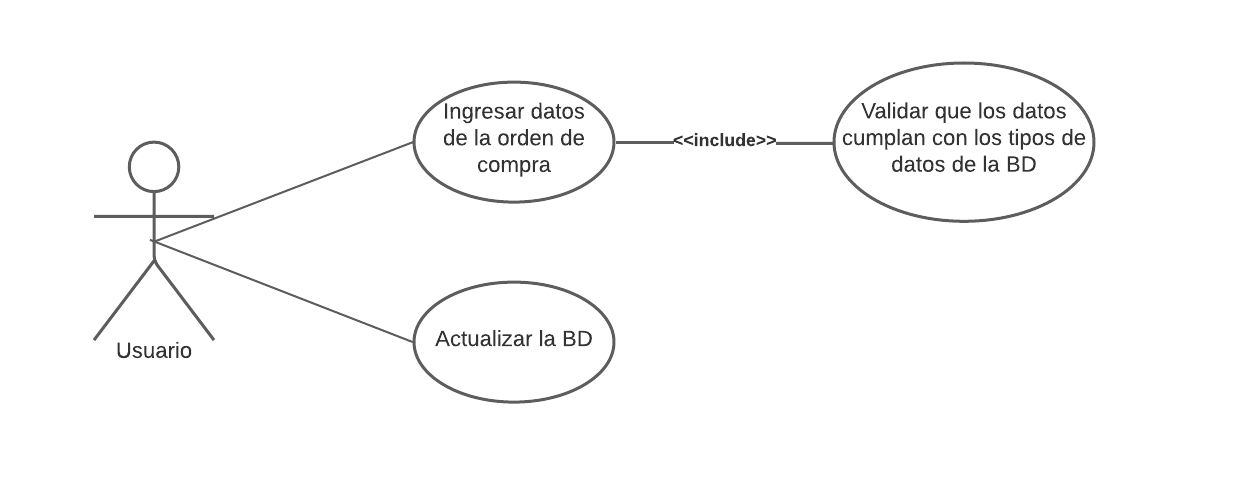 Ingresar datos
de la orden de
compra
<<include>>
Validar que los datos
cumplan con los tipos de
datos de la BD
Usuario
Actualizar la BD